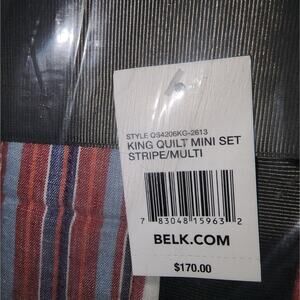 STYLE QS4206KG-2613
KING QUILT MINI SET
STRIPE/MULTI
7 83048 15963 2
BELK.COM
$170.00